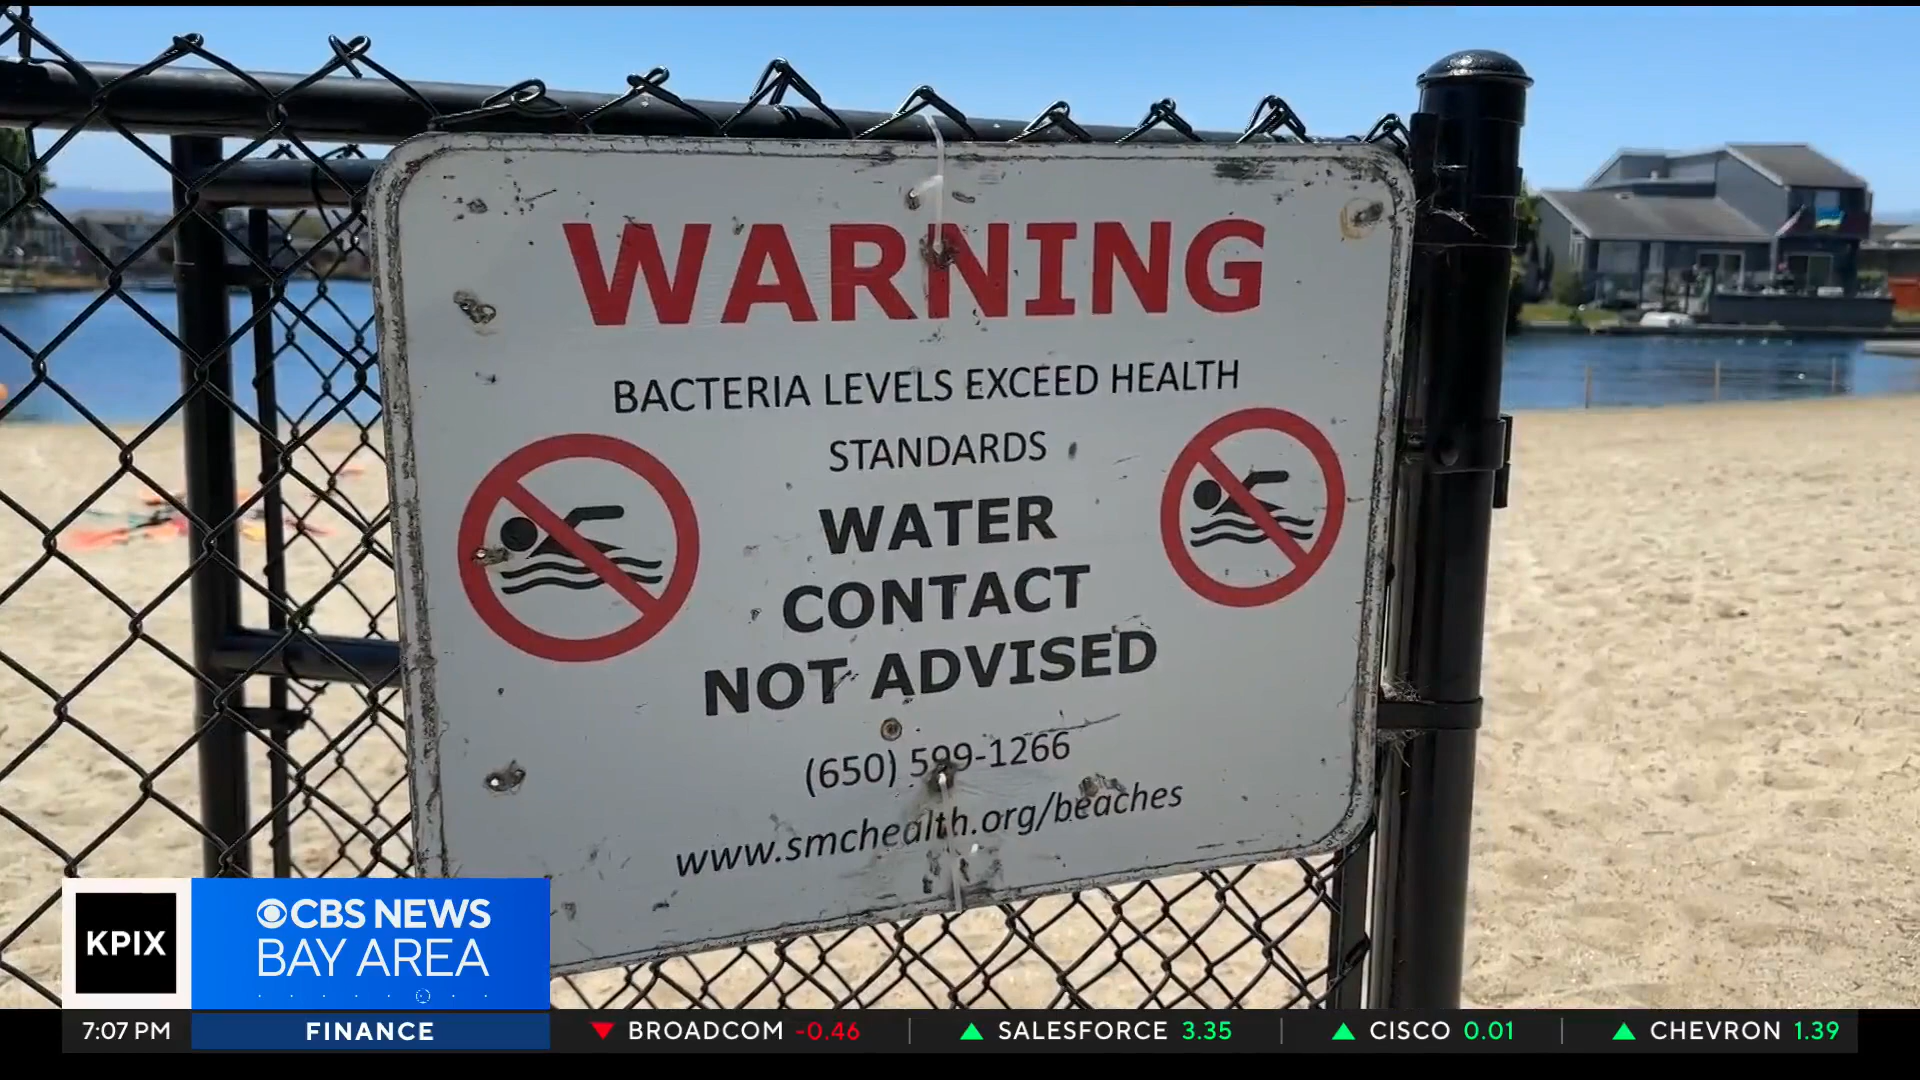 WARNING
BACTERIA LEVELS EXCEED HEALTH
STANDARDS
WATER
CONTACT
NOT ADVISED
(650) 599-1266
www.smchealth.org/beaches
KPIX
CBS NEWS
BAY AREA
7:07 PM FINANCE BROADCOM -0.46 SALESFORCE 3.35 CISCO 0.01 CHEVRON 1.39